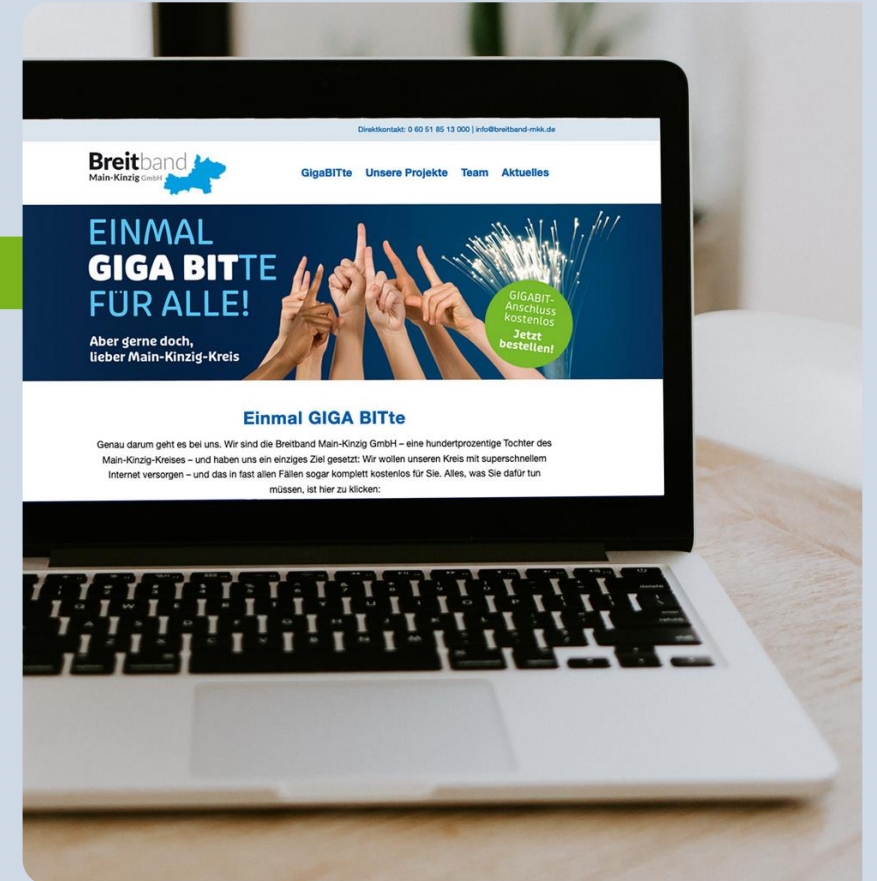 Direktkontakt: 0 60 51 85 13 000 | info@breitband-mkk.de
Breitband
Main-Kinzig GmbH
GigaBITte Unsere Projekte Team Aktuelles
EINMAL
GIGA BITTE
FÜR ALLE!
Aber gerne doch,
lieber Main-Kinzig-Kreis
GIGABIT-
Anschluss
kostenlos
Jetzt
bestellen!
Einmal GIGA BITte
Genau darum geht es bei uns. Wir sind die Breitband Main-Kinzig GmbH – eine hundertprozentige Tochter des
Main-Kinzig-Kreises – und haben uns ein einziges Ziel gesetzt: Wir wollen unseren Kreis mit superschnellem
Internet versorgen – und das in fast allen Fällen sogar komplett kostenlos für Sie. Alles, was Sie dafür tun
müssen, ist hier zu klicken: